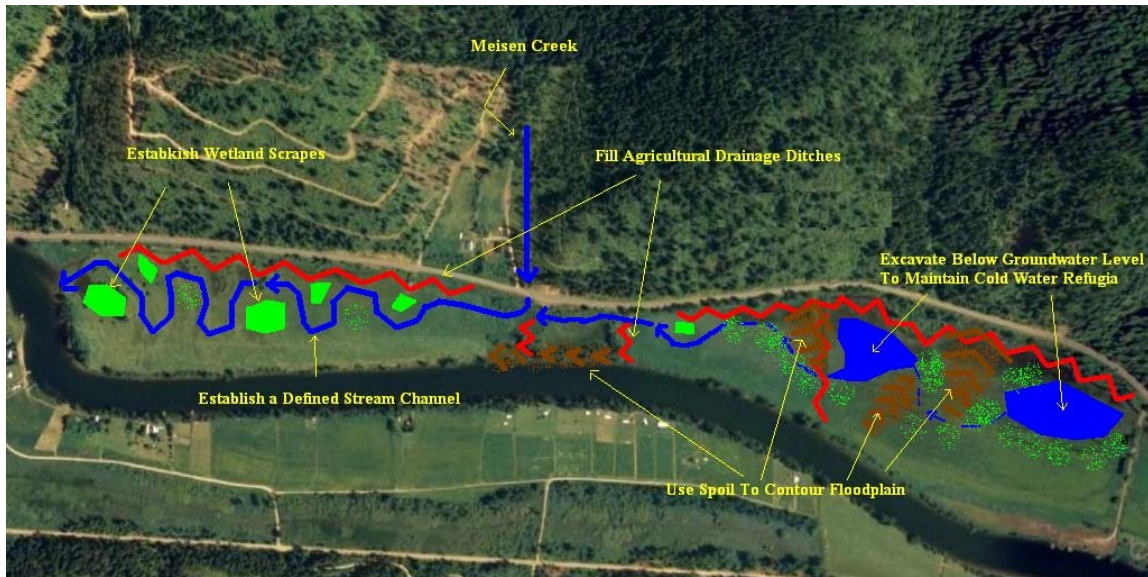 Meisen Creek
Estabkish Wetland Scrapes
Fill Agricultural Drainage Ditches
Excavate Below Groundwater Level
To Maintain Cold Water Refugia
Establish a Defined Stream Channel
Use Spoil To Contour Floodplain